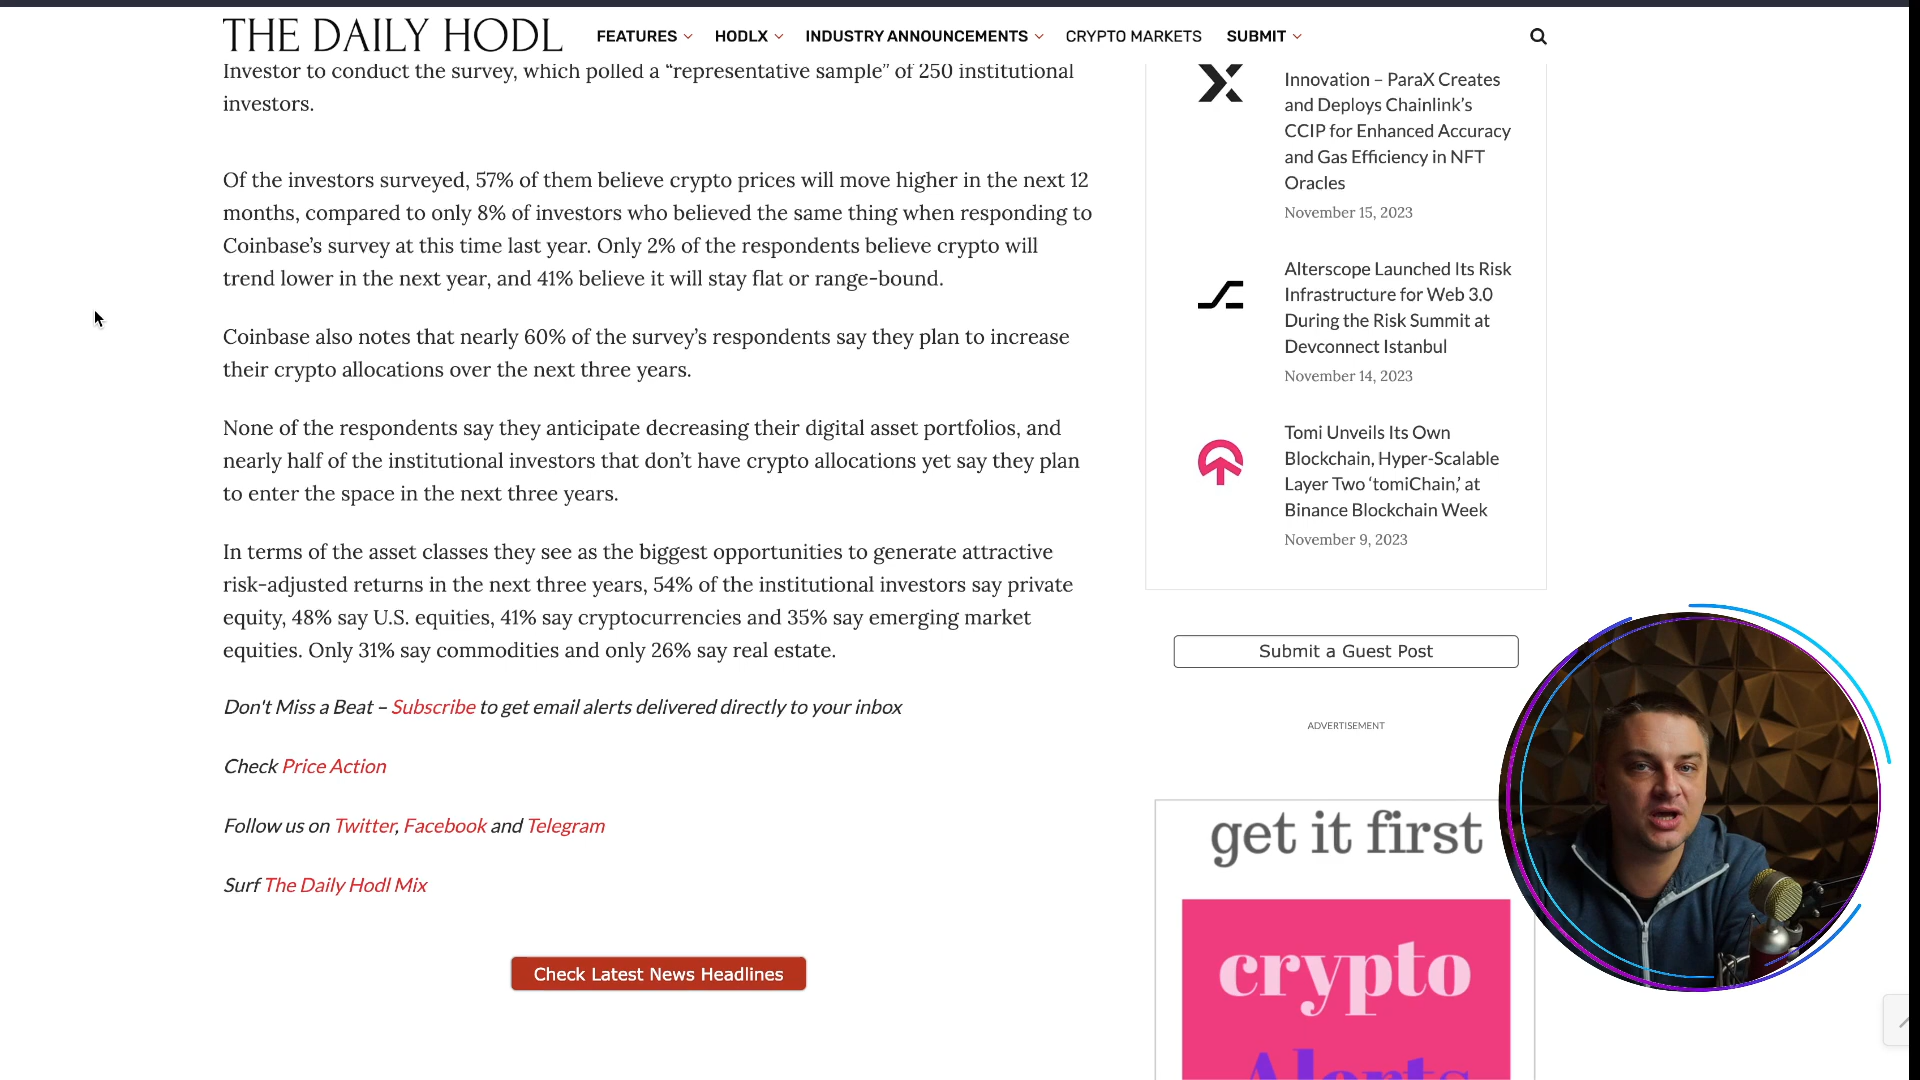 THE DAILY HODL
FEATURES
HODLX
INDUSTRY ANNOUNCEMENTS
CRYPTO MARKETS
SUBMIT
Investor to conduct the survey, which polled a “representative sample” of 250 institutional
investors.
Of the investors surveyed, 57% of them believe crypto prices will move higher in the next 12
months, compared to only 8% of investors who believed the same thing when responding to
Coinbase’s survey at this time last year. Only 2% of the respondents believe crypto will
trend lower in the next year, and 41% believe it will stay flat or range-bound.
Coinbase also notes that nearly 60% of the survey’s respondents say they plan to increase
their crypto allocations over the next three years.
None of the respondents say they anticipate decreasing their digital asset portfolios, and
nearly half of the institutional investors that don’t have crypto allocations yet say they plan
to enter the space in the next three years.
In terms of the asset classes they see as the biggest opportunities to generate attractive
risk-adjusted returns in the next three years, 54% of the institutional investors say private
equity, 48% say U.S. equities, 41% say cryptocurrencies and 35% say emerging market
equities. Only 31% say commodities and only 26% say real estate.
Don't Miss a Beat – Subscribe to get email alerts delivered directly to your inbox
Check Price Action
Follow us on Twitter, Facebook and Telegram
Surf The Daily Hodl Mix
Check Latest News Headlines
Innovation – ParaX Creates
and Deploys Chainlink’s
CCIP for Enhanced Accuracy
and Gas Efficiency in NFT
Oracles
November 15, 2023
Alterscope Launched Its Risk
Infrastructure for Web 3.0
During the Risk Summit at
Devconnect Istanbul
November 14, 2023
Tomi Unveils Its Own
Blockchain, Hyper-Scalable
Layer Two ‘tomiChain,’ at
Binance Blockchain Week
November 9, 2023
Submit a Guest Post
ADVERTISEMENT
get it first
crypto
Alerts